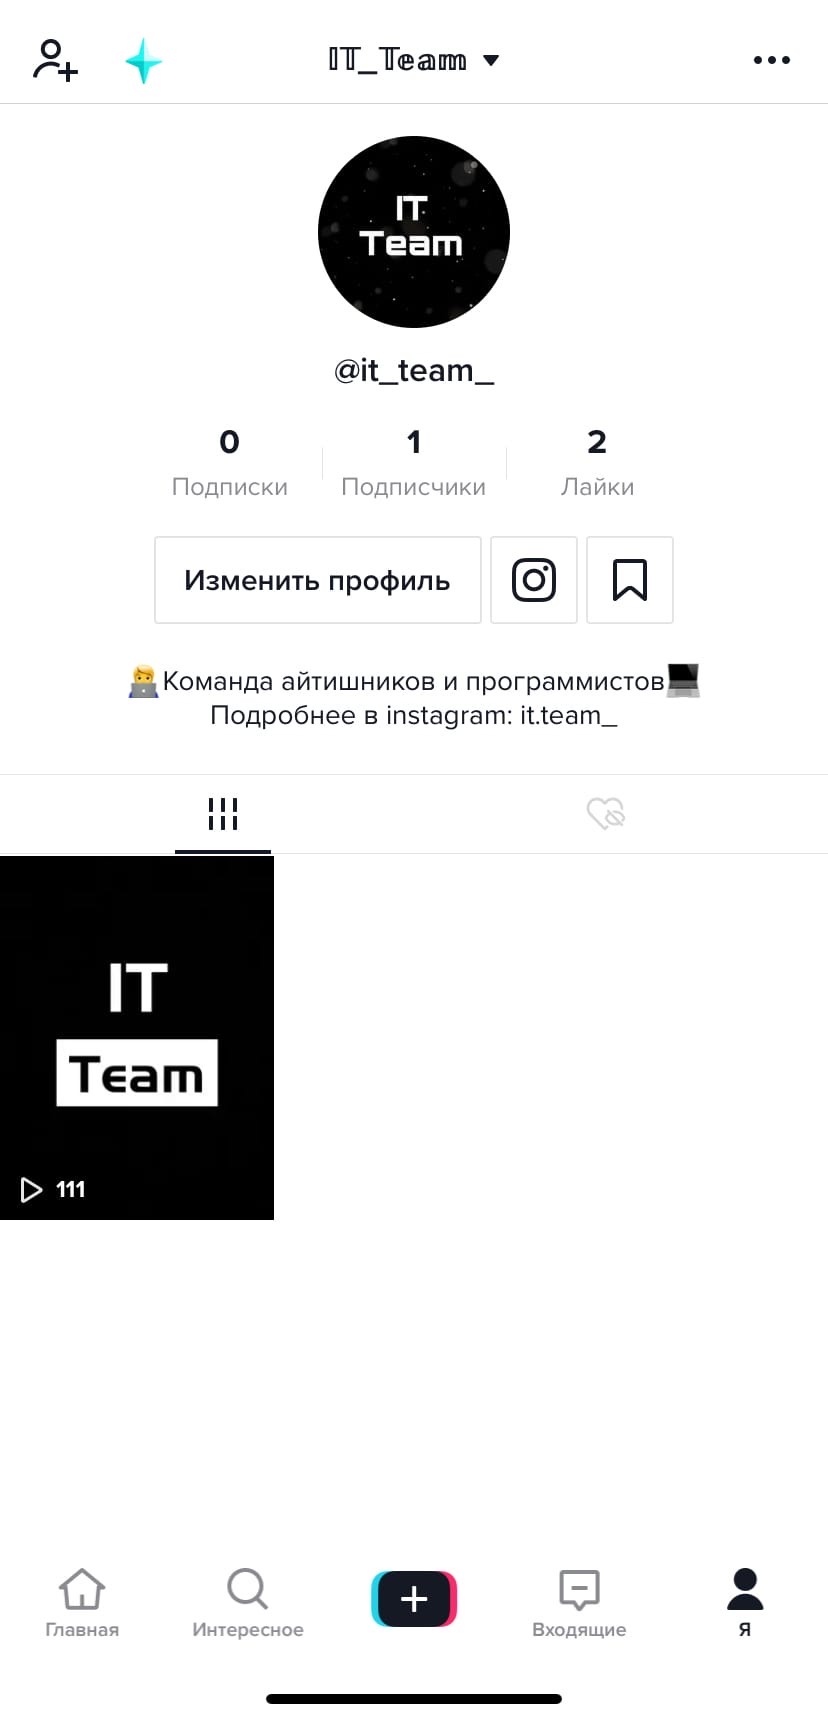 𝕀𝕋_𝕋𝕖𝕒𝕞
IT
Team
@it_team_
0 1 2
Подписки Подписчики Лайки
Изменить профиль
👨‍💻Команда айтишников и программистов💻
Подробнее в instagram: it.team_
IT
Team
111
Главная Интересное Входящие Я